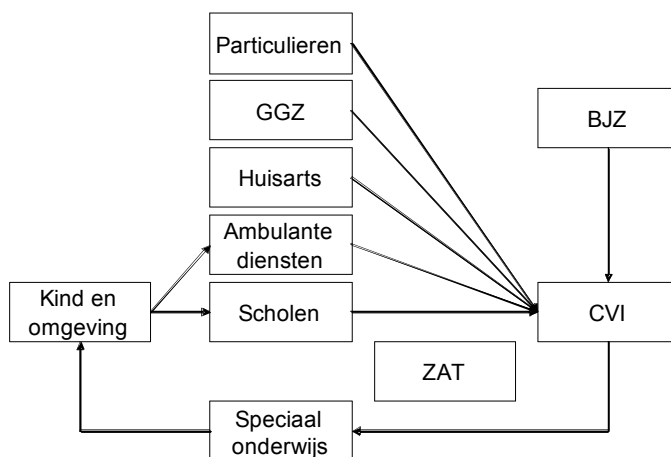 Particulieren
GGZ
BJZ
Huisarts
Ambulante
diensten
Kind en
omgeving
Scholen
CVI
ZAT
Speciaal
onderwijs